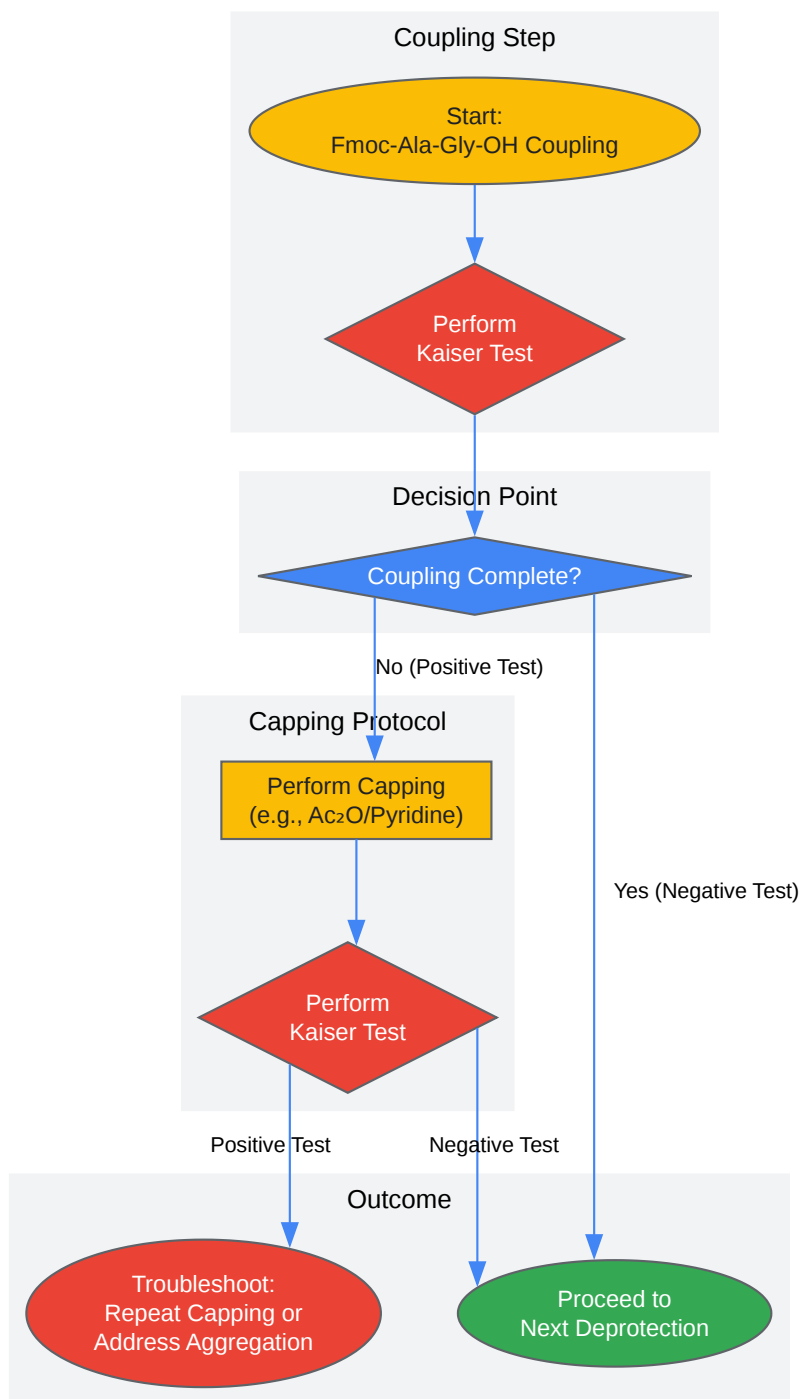 Coupling Step
Start:
Fmoc-Ala-Gly-OH Coupling
Perform
Kaiser Test
Decision Point
Coupling Complete?
No (Positive Test)
Capping Protocol
Perform Capping
(e.g., Ac₂O/Pyridine)
Yes (Negative Test)
Perform
Kaiser Test
Positive Test
Negative Test
Outcome
Troubleshoot:
Repeat Capping or
Address Aggregation
Proceed to
Next Deprotection